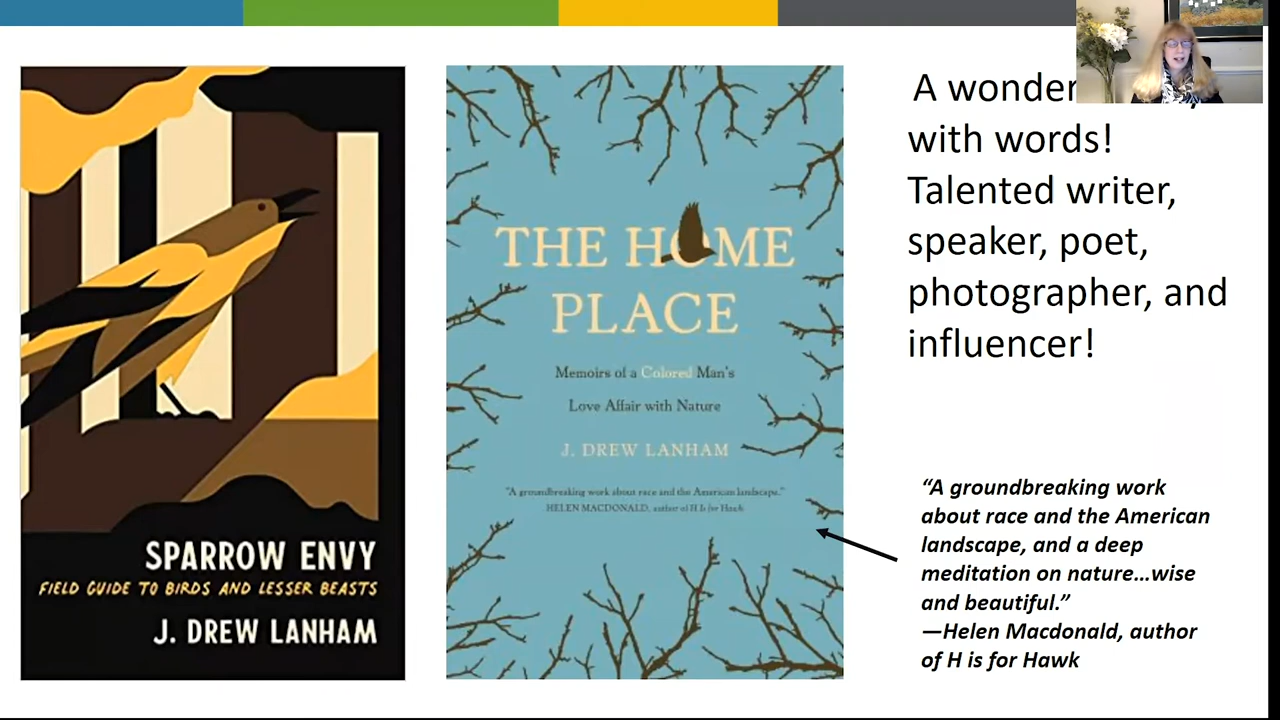 SPARROW ENVY
FIELD GUIDE TO BIRDS AND LESSER BEASTS
J. DREW LANHAM
THE HOME
PLACE
Memoirs of a Colored Man's
Love Affair with Nature
J. DREW LANHAM
"A groundbreaking work about race and the American landscape."
HELEN MACDONALD, author of H Is for Hawk
A wonder
with words!
Talented writer,
speaker, poet,
photographer, and
influencer!
“A groundbreaking work
about race and the American
landscape, and a deep
meditation on nature...wise
and beautiful.”
—Helen Macdonald, author
of H is for Hawk